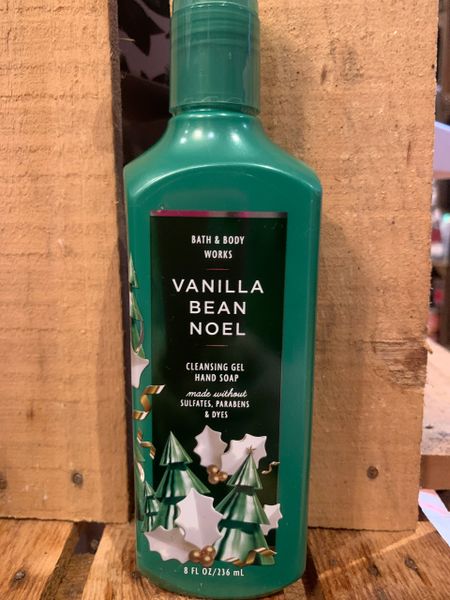 BATH & BODY
WORKS
VANILLA
BEAN
NOEL
CLEANSING GEL
HAND SOAP
made without
SULFATES, PARABENS
& DYES
8 FL OZ/236 mL